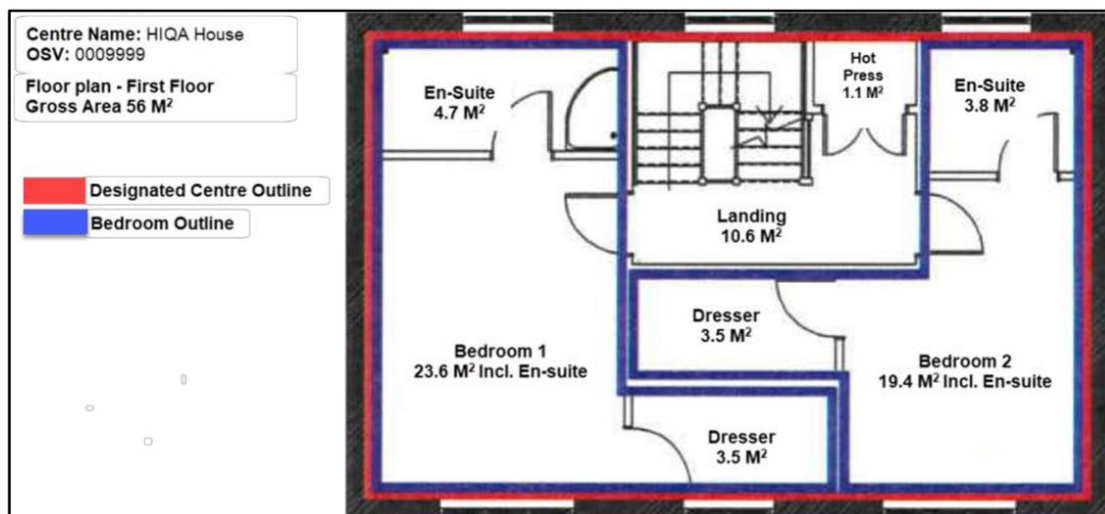 Centre Name: HIQA House
OSV: 0009999
Floor plan - First Floor
Gross Area 56 M²
Designated Centre Outline
Bedroom Outline
En-Suite
4.7 M²
Hot
Press
1.1 M²
En-Suite
3.8 M²
Landing
10.6 M²
Dresser
3.5 M²
Bedroom 1
23.6 M² Incl. En-suite
Bedroom 2
19.4 M² Incl. En-suite
Dresser
3.5 M²